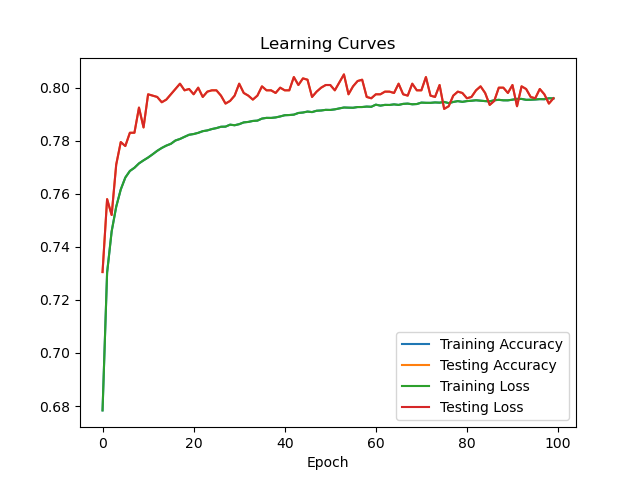 Learning Curves
0.80
0.78
0.76
0.74
0.72
0.70
0.68
Training Accuracy
Testing Accuracy
Training Loss
Testing Loss
0 20 40 60 80 100
Epoch